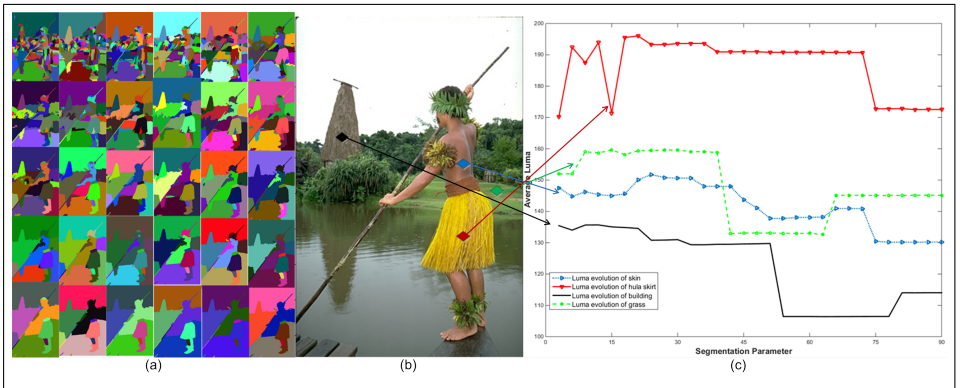 200
190
180
170
160
150
140
130
120
110
100
Average Luma
Luma evolution of skin
Luma evolution of hula skirt
Luma evolution of building
Luma evolution of grass
0 15 30 45 60 75 90
Segmentation Parameter
(a) (b) (c)